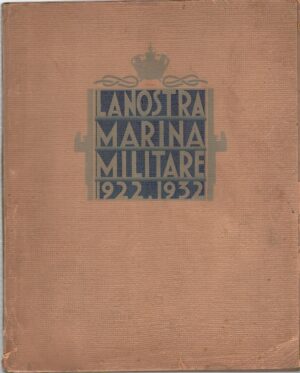 LA NOSTRA
MARINA
MILITARE
1922.1932